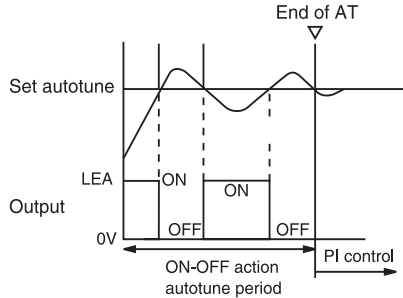 End of AT
Set autotune
LEA
ON
ON
Output
OFF
OFF
0V
PI control
ON-OFF action
autotune period